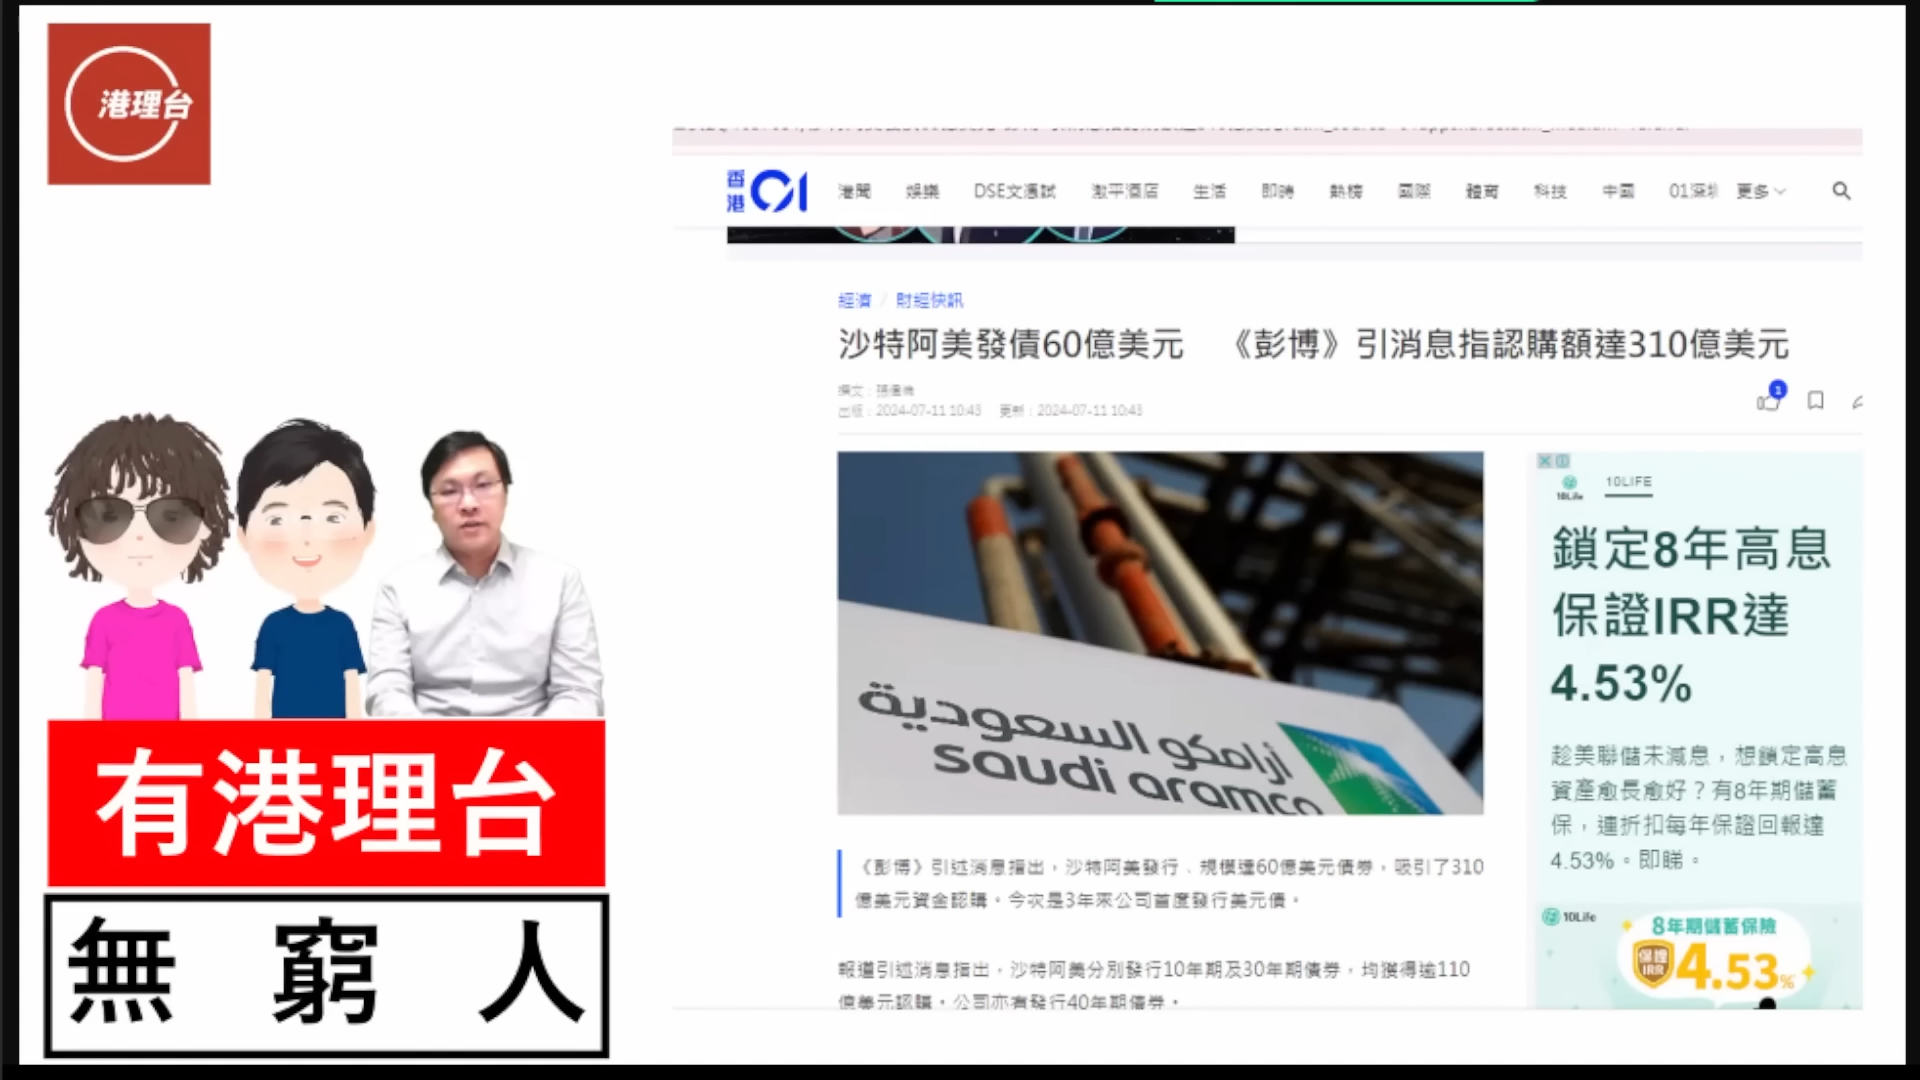 港理台
香港01
港聞 娛樂 DSE文憑試 激平酒店 生活 即時 熱榜 國際 體育 科技 中國 01深圳 更多
經濟 / 財經快訊
沙特阿美發債60億美元 《彭博》引消息指認購額達310億美元
撰文：
出版：2024-07-11 10:43 更新：2024-07-11 10:43
1
أرامكو السعودية
saudi aramco
《彭博》引述消息指出，沙特阿美發行、規模達60億美元債券，吸引了310
億美元資金認購。今次是3年來公司首度發行美元債。
報道引述消息指出，沙特阿美分別發行10年期及30年期債券，均獲得逾110
億美元認購。公司亦有發行40年期債券。
10Life
10LIFE
鎖定8年高息
保證IRR達
4.53%
趁美聯儲未減息，想鎖定高息
資產愈長愈好？有8年期儲蓄
保，連折扣每年保證回報達
4.53%。即睇。
10Life
8年期儲蓄保險
保證
IRR
4.53%
有港理台
無窮人